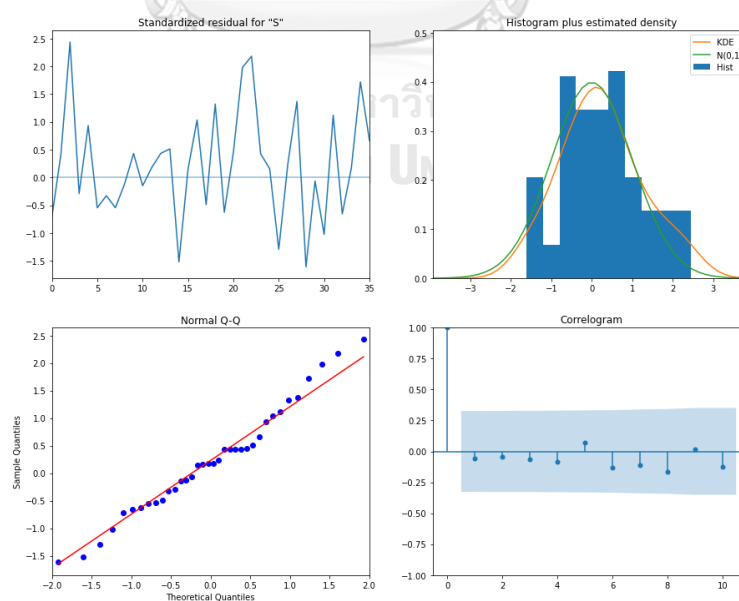 Standardized residual for "S"
2.5
2.0
1.5
1.0
0.5
0.0
-0.5
-1.0
-1.5
0 5 10 15 20 25 30 35
Histogram plus estimated density
KDE
N(0,1
Hist
0.5
0.4
0.3
0.2
0.1
0.0
-3 -2 -1 0 1 2 3
Normal Q-Q
Sample Quantiles
2.5
2.0
1.5
1.0
0.5
0.0
-0.5
-1.0
-1.5
-2.0 -1.5 -1.0 -0.5 0.0 0.5 1.0 1.5 2.0
Theoretical Quantiles
Correlogram
1.00
0.75
0.50
0.25
0.00
-0.25
-0.50
-0.75
-1.00
0 2 4 6 8 10